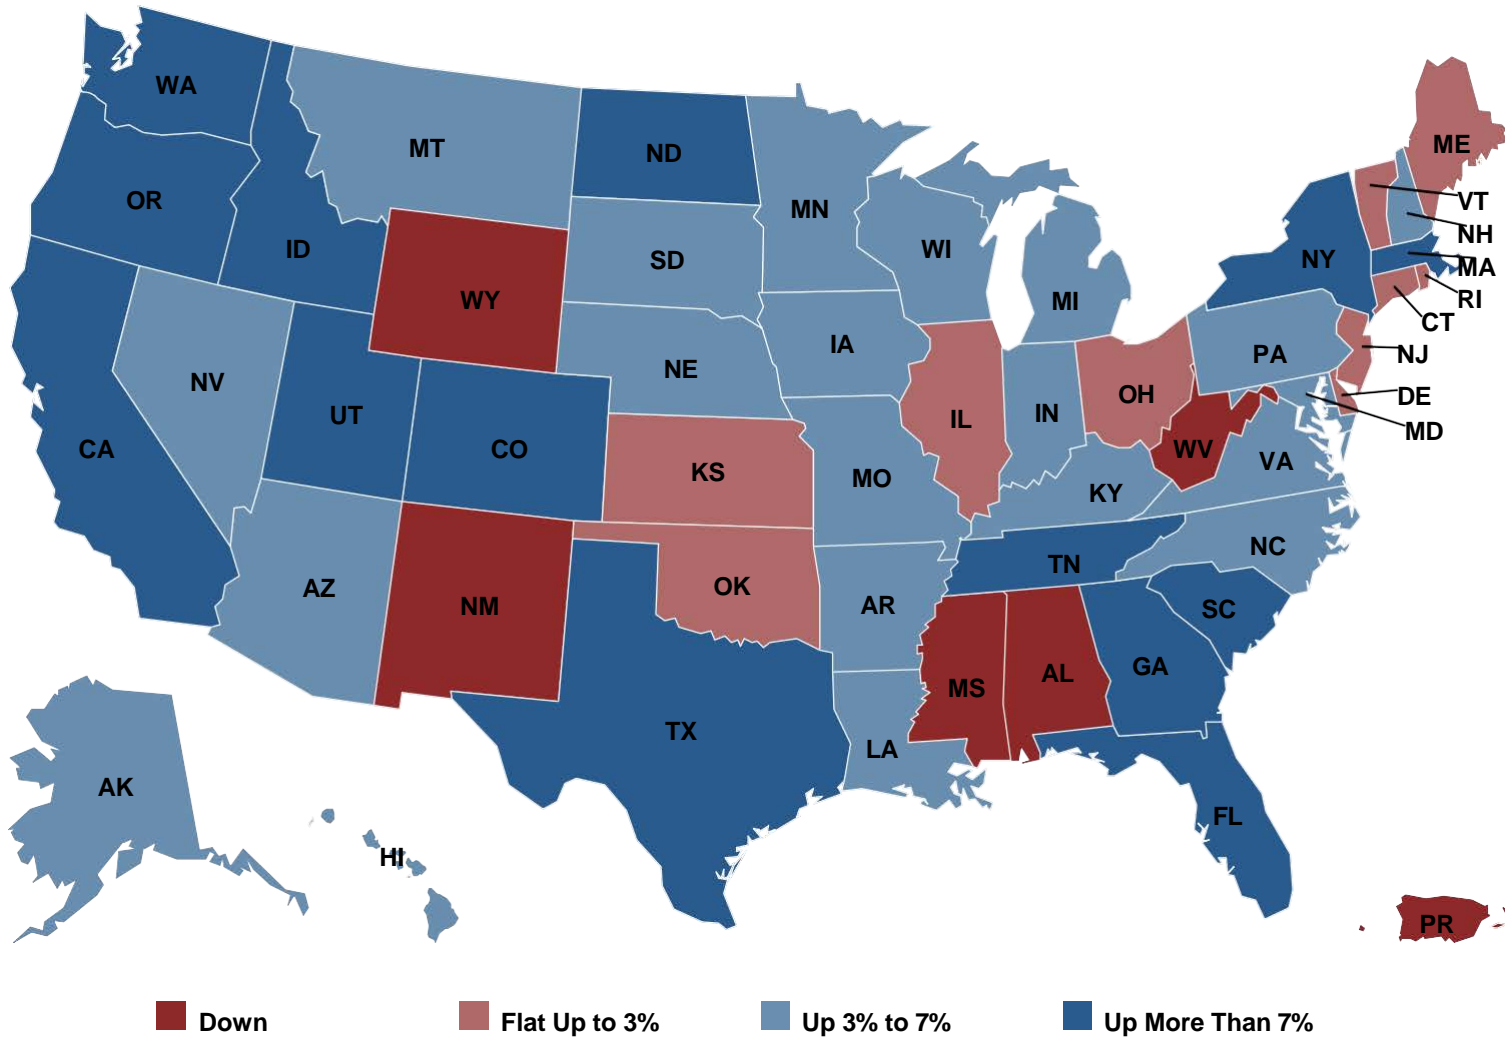 WA
MT
ND
ME
OR
MN
VT
ID
SD
WI
NH
NY
MA
WY
MI
RI
IA
CT
NV
NE
PA
NJ
UT
OH
DE
CA
CO
IL
IN
MD
KS
MO
WV
VA
KY
AZ
OK
NC
NM
AR
TN
SC
TX
MS
AL
GA
LA
AK
HI
FL
PR
Down
Flat Up to 3%
Up 3% to 7%
Up More Than 7%